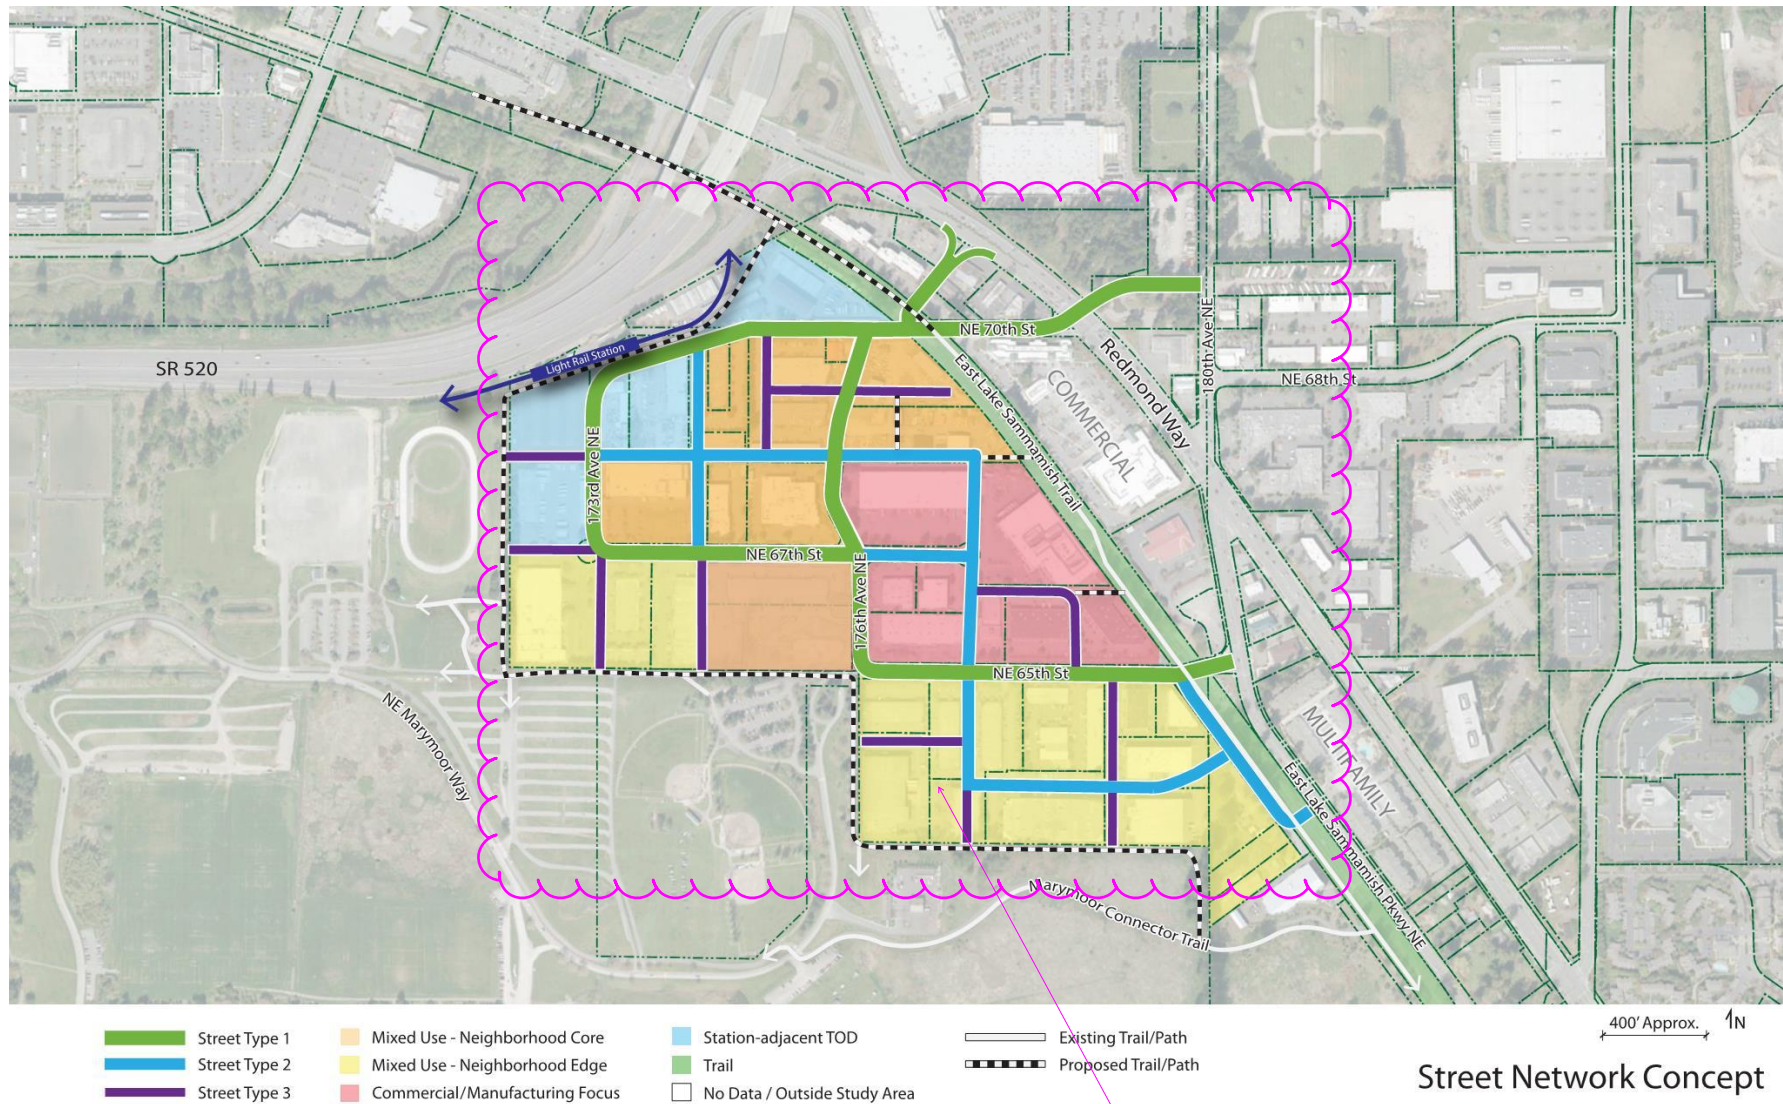 SR 520
Light Rail Station
NE 70th St
180th Ave NE
Redmond Way
NE 68th St
East Lake Sammamish Trail
COMMERCIAL
173rd Ave NE
NE 67th St
176th Ave NE
NE 65th St
NE Marymoor Way
MULTIFAMILY
East Lake Sammamish Pkwy NE
Marymoor Connector Trail
Street Type 1
Street Type 2
Street Type 3
Mixed Use - Neighborhood Core
Mixed Use - Neighborhood Edge
Commercial/Manufacturing Focus
Station-adjacent TOD
Trail
No Data / Outside Study Area
Existing Trail/Path
Proposed Trail/Path
400' Approx.
N
Street Network Concept